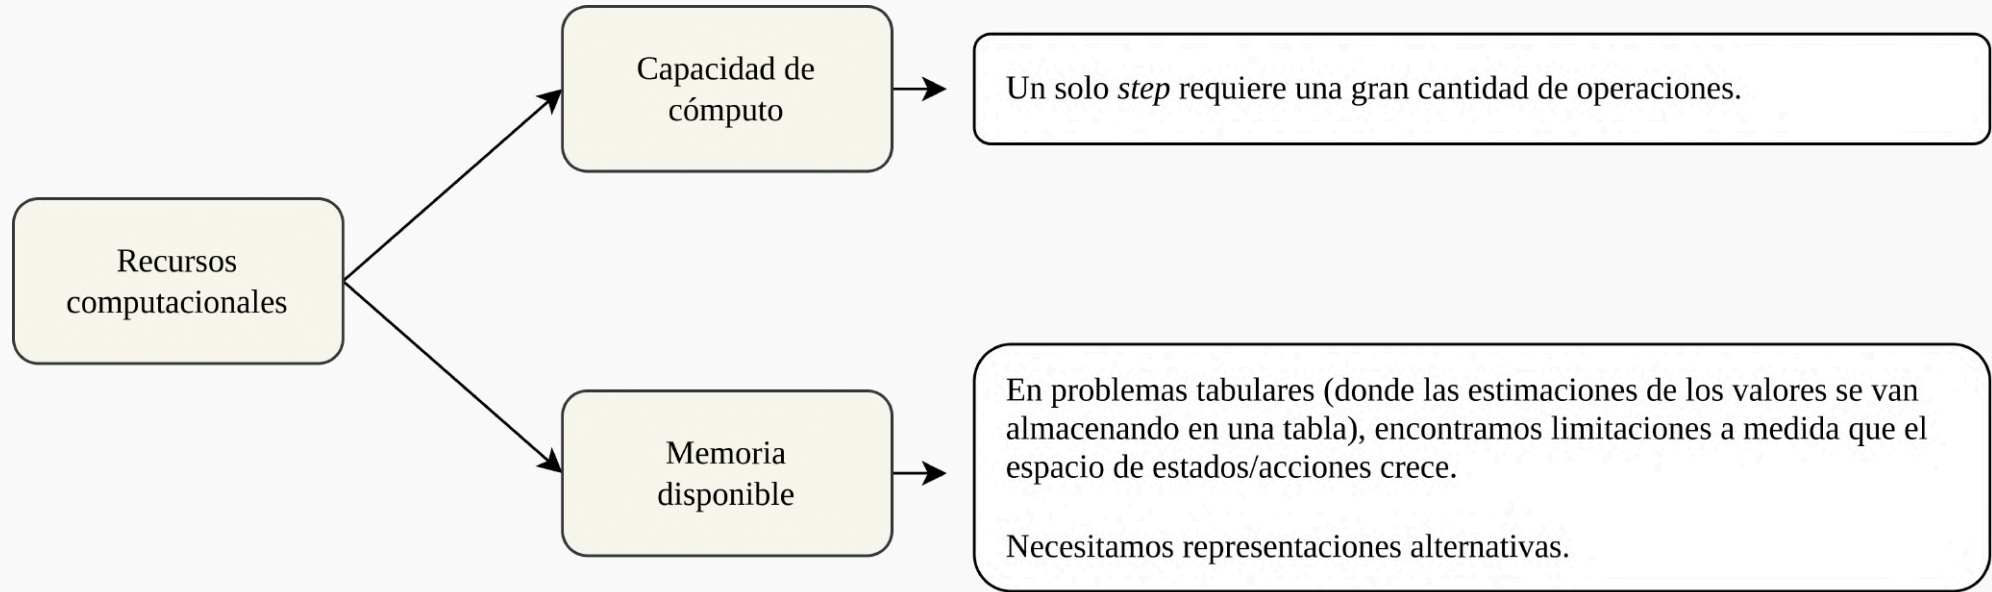 Capacidad de
cómputo
Un solo step requiere una gran cantidad de operaciones.
Recursos
computacionales
Memoria
disponible
En problemas tabulares (donde las estimaciones de los valores se van
almacenando en una tabla), encontramos limitaciones a medida que el
espacio de estados/acciones crece.
Necesitamos representaciones alternativas.